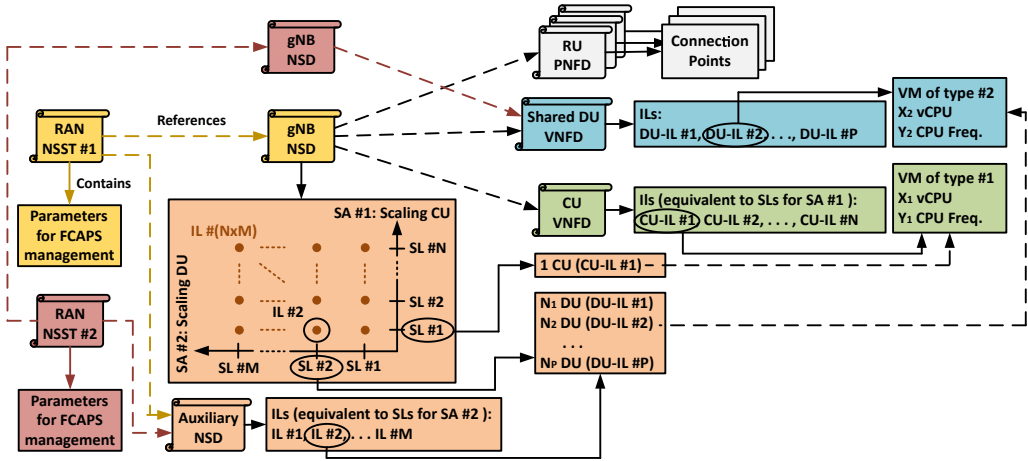 gNB
NSD
RU
PNFD
Connection
Points
RAN
NSST #1
References
gNB
NSD
Shared DU
VNFD
ILs:
DU-IL #1, DU-IL #2, . . . , DU-IL #P
VM of type #2
X₂ vCPU
Y₂ CPU Freq.
Contains
Parameters
for FCAPS
management
CU
VNFD
Ils (equivalent to SLs for SA #1 ):
CU-IL #1, CU-IL #2, . . . , CU-IL #N
VM of type #1
X₁ vCPU
Y₁ CPU Freq.
SA #1: Scaling CU
IL #(NxM)
SL #N
SL #2
IL #2
SL #1
SA #2: Scaling DU
SL #M
SL #2
SL #1
1 CU (CU-IL #1)
N₁ DU (DU-IL #1)
N₂ DU (DU-IL #2)
. . .
Nₚ DU (DU-IL #P)
RAN
NSST #2
Parameters
for FCAPS
management
Auxiliary
NSD
ILs (equivalent to SLs for SA #2 ):
IL #1, IL #2, . . . IL #M